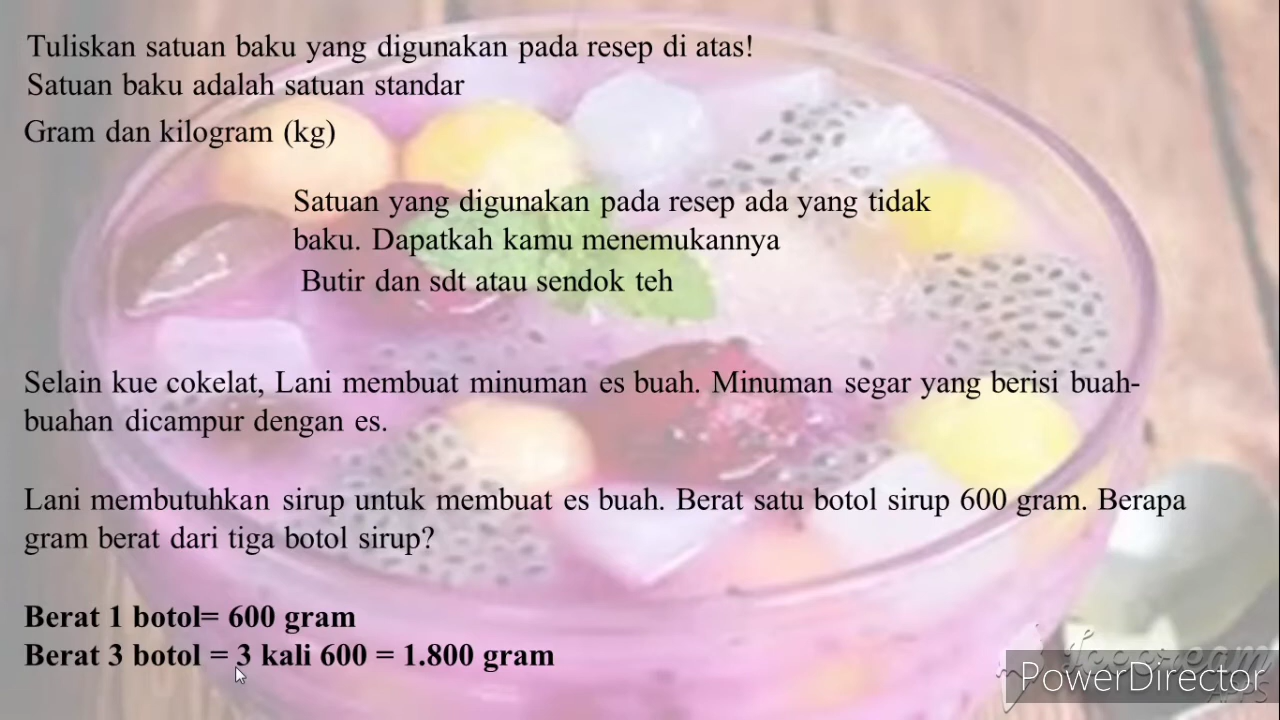 Tuliskan satuan baku yang digunakan pada resep di atas!
Satuan baku adalah satuan standar
Gram dan kilogram (kg)
Satuan yang digunakan pada resep ada yang tidak
baku. Dapatkah kamu menemukannya
Butir dan sdt atau sendok teh
Selain kue cokelat, Lani membuat minuman es buah. Minuman segar yang berisi buah-
buahan dicampur dengan es.
Lani membutuhkan sirup untuk membuat es buah. Berat satu botol sirup 600 gram. Berapa
gram berat dari tiga botol sirup?
Berat 1 botol= 600 gram
Berat 3 botol = 3 kali 600 = 1.800 gram
PowerDirector